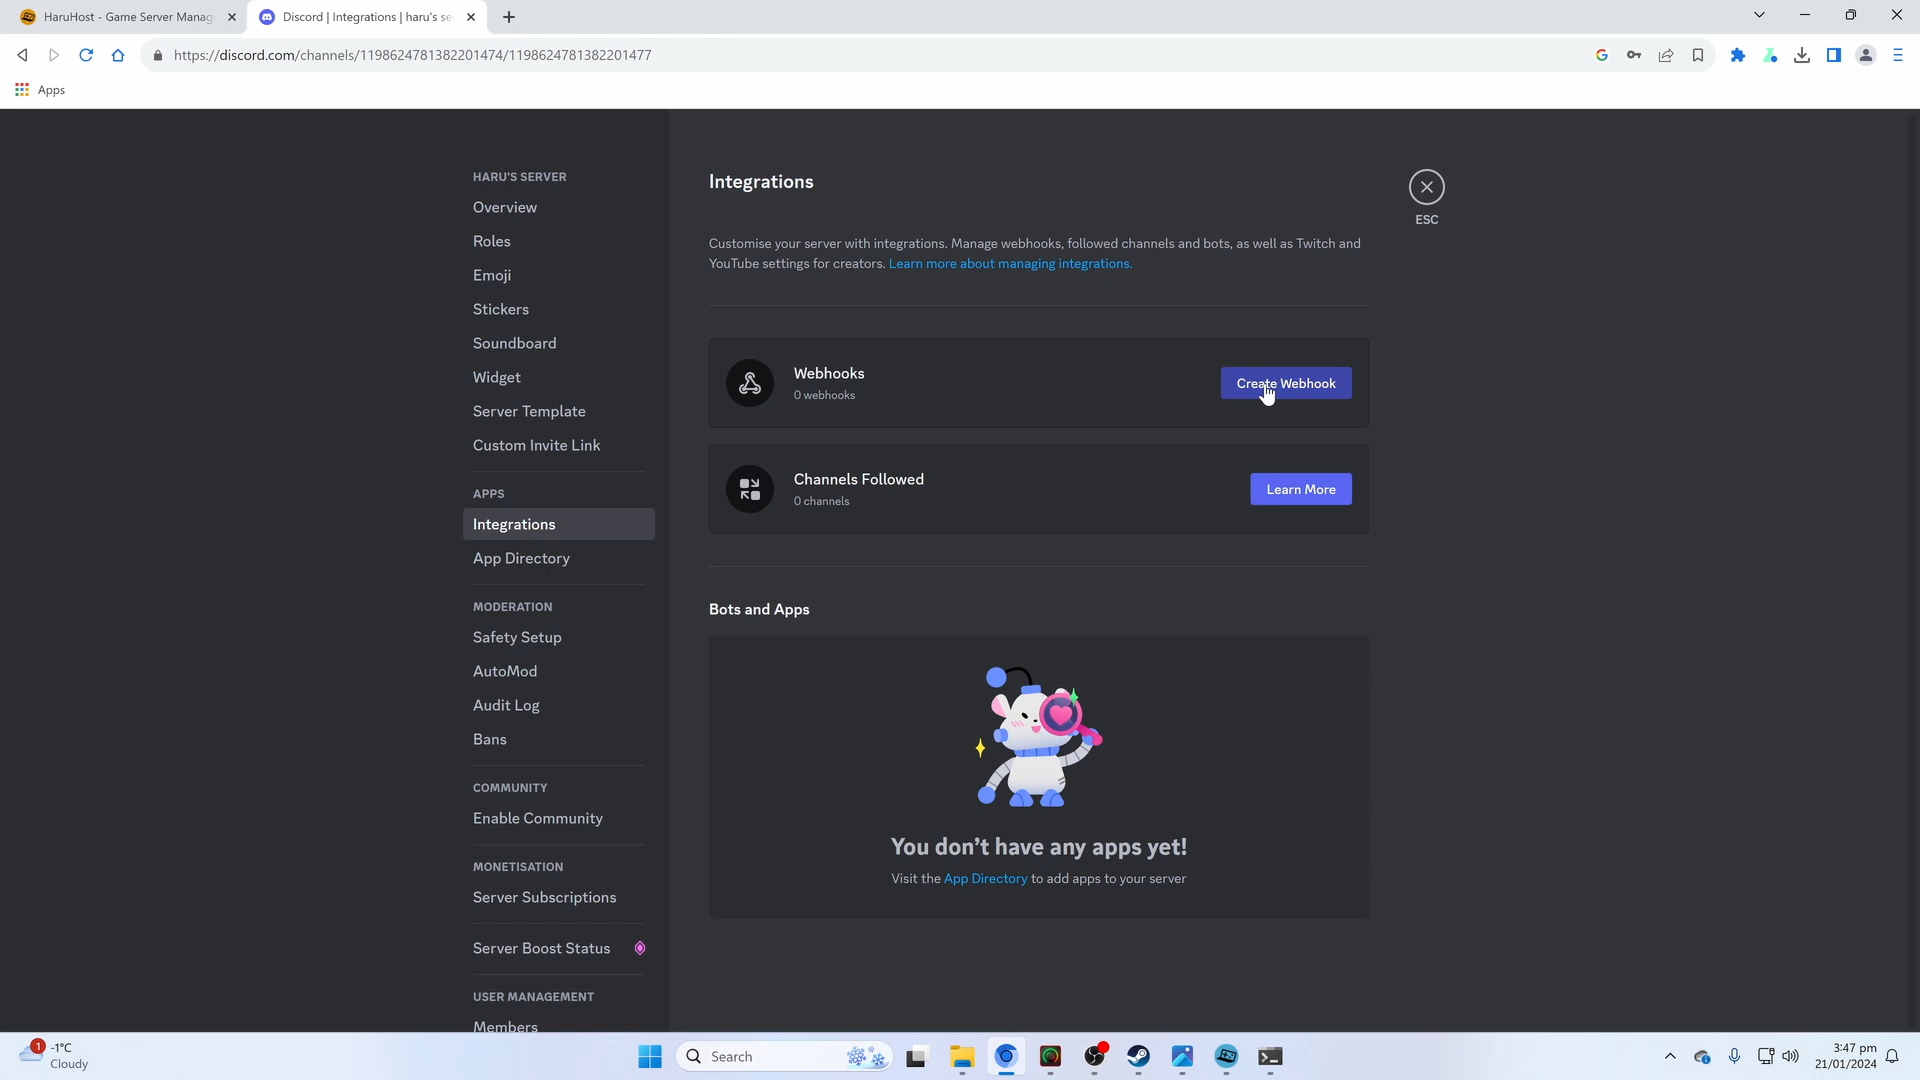 HaruHost - Game Server Manag
Discord | Integrations | haru's se
https://discord.com/channels/1198624781382201474/1198624781382201477
Apps
HARU'S SERVER
Overview
Roles
Emoji
Stickers
Soundboard
Widget
Server Template
Custom Invite Link
APPS
Integrations
App Directory
MODERATION
Safety Setup
AutoMod
Audit Log
Bans
COMMUNITY
Enable Community
MONETISATION
Server Subscriptions
Server Boost Status
USER MANAGEMENT
Members
Integrations
ESC
Customise your server with integrations. Manage webhooks, followed channels and bots, as well as Twitch and
YouTube settings for creators. Learn more about managing integrations.
Webhooks
0 webhooks
Create Webhook
Channels Followed
0 channels
Learn More
Bots and Apps
You don't have any apps yet!
Visit the App Directory to add apps to your server
1
-1°C
Cloudy
Search
3:47 pm
21/01/2024